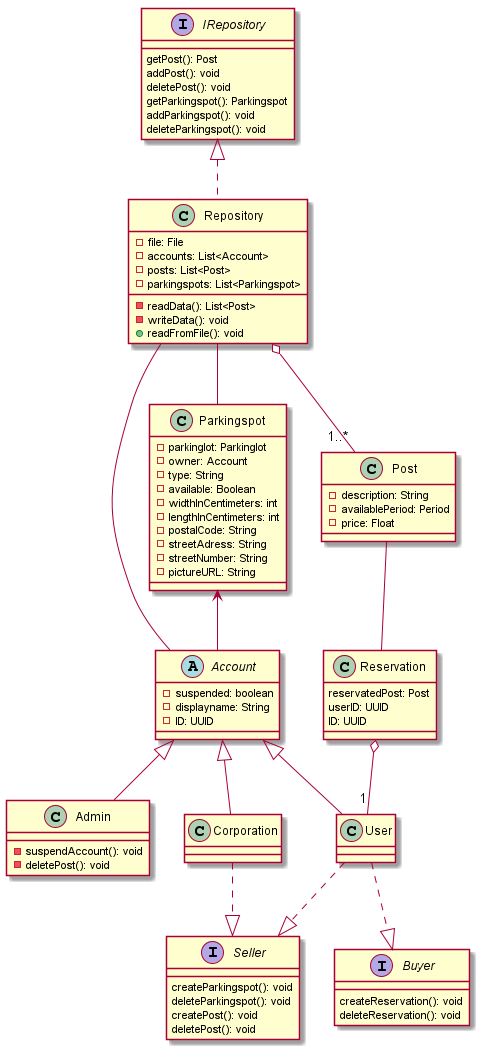 I IRepository
getPost(): Post
addPost(): void
deletePost(): void
getParkingspot(): Parkingspot
addParkingspot(): void
deleteParkingspot(): void
C Repository
file: File
accounts: List<Account>
posts: List<Post>
parkingspots: List<Parkingspot>
readData(): List<Post>
writeData(): void
readFromFile(): void
1..*
C Parkingspot
parkinglot: Parkinglot
owner: Account
type: String
available: Boolean
widthInCentimeters: int
lengthInCentimeters: int
postalCode: String
streetAdress: String
streetNumber: String
pictureURL: String
C Post
description: String
availablePeriod: Period
price: Float
A Account
suspended: boolean
displayname: String
ID: UUID
C Reservation
reservatedPost: Post
userID: UUID
ID: UUID
1
C Admin
suspendAccount(): void
deletePost(): void
C Corporation
C User
I Seller
createParkingspot(): void
deleteParkingspot(): void
createPost(): void
deletePost(): void
I Buyer
createReservation(): void
deleteReservation(): void